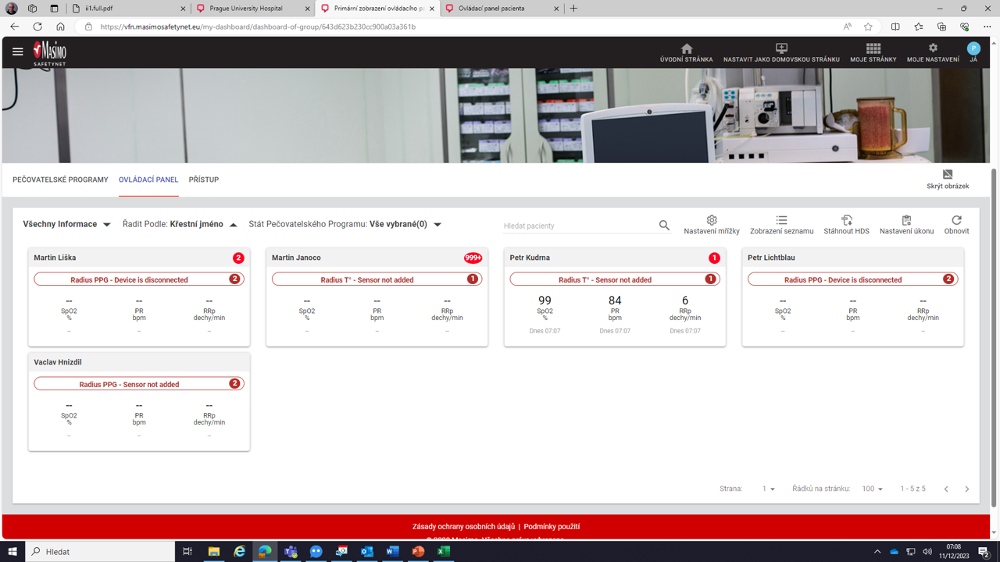 ii1.full.pdf
Prague University Hospital
Primární zobrazení ovládacího pa
Ovládací panel pacienta
https://vfn.masimosafetynet.eu/my-dashboard/dashboard-of-group/643d623b230cc900a03a361b
Masimo
SAFETYNET
ÚVODNÍ STRÁNKA
NASTAVIT JAKO DOMOVSKOU STRÁNKU
MOJE STRÁNKY
MOJE NASTAVENÍ
P
JÁ
PEČOVATELSKÉ PROGRAMY
OVLÁDACÍ PANEL
PŘÍSTUP
Skrýt obrázek
Všechny Informace
Řadit Podle: Křestní jméno
Stát Pečovatelského Programu: Vše vybrané(0)
Hledat pacienty
Nastavení mřížky
Zobrazení seznamu
Stáhnout HDS
Nastavení úkonu
Obnovit
Martin Liška 2
Radius PPG - Device is disconnected 2
-- -- --
SpO2 PR RRp
% bpm dechy/min
-- -- --
Martin Janoco 999+
Radius T° - Sensor not added 1
-- -- --
SpO2 PR RRp
% bpm dechy/min
-- -- --
Petr Kudrna 1
Radius T° - Sensor not added 1
99 84 6
SpO2 PR RRp
% bpm dechy/min
Dnes 07:07 Dnes 07:07 Dnes 07:07
Petr Lichtblau
Radius PPG - Device is disconnected 2
-- -- --
SpO2 PR RRp
% bpm dechy/min
-- -- --
Vaclav Hnizdil
Radius PPG - Sensor not added 2
-- -- --
SpO2 PR RRp
% bpm dechy/min
-- -- --
Strana: 1
Řádků na stránku: 100
1 - 5 z 5
Zásady ochrany osobních údajů | Podmínky použití
Hledat
07:08
11/12/2023
2